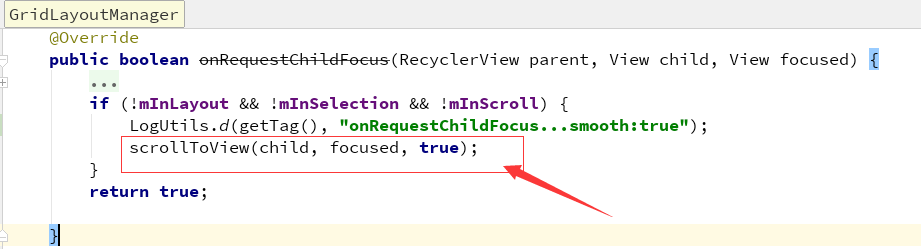 GridLayoutManager
@Override
public boolean onRequestChildFocus(RecyclerView parent, View child, View focused) {
...
if (!mInLayout && !mInSelection && !mInScroll) {
LogUtils.d(getTag(), "onRequestChildFocus...smooth:true");
scrollToView(child, focused, true);
}
return true;
}